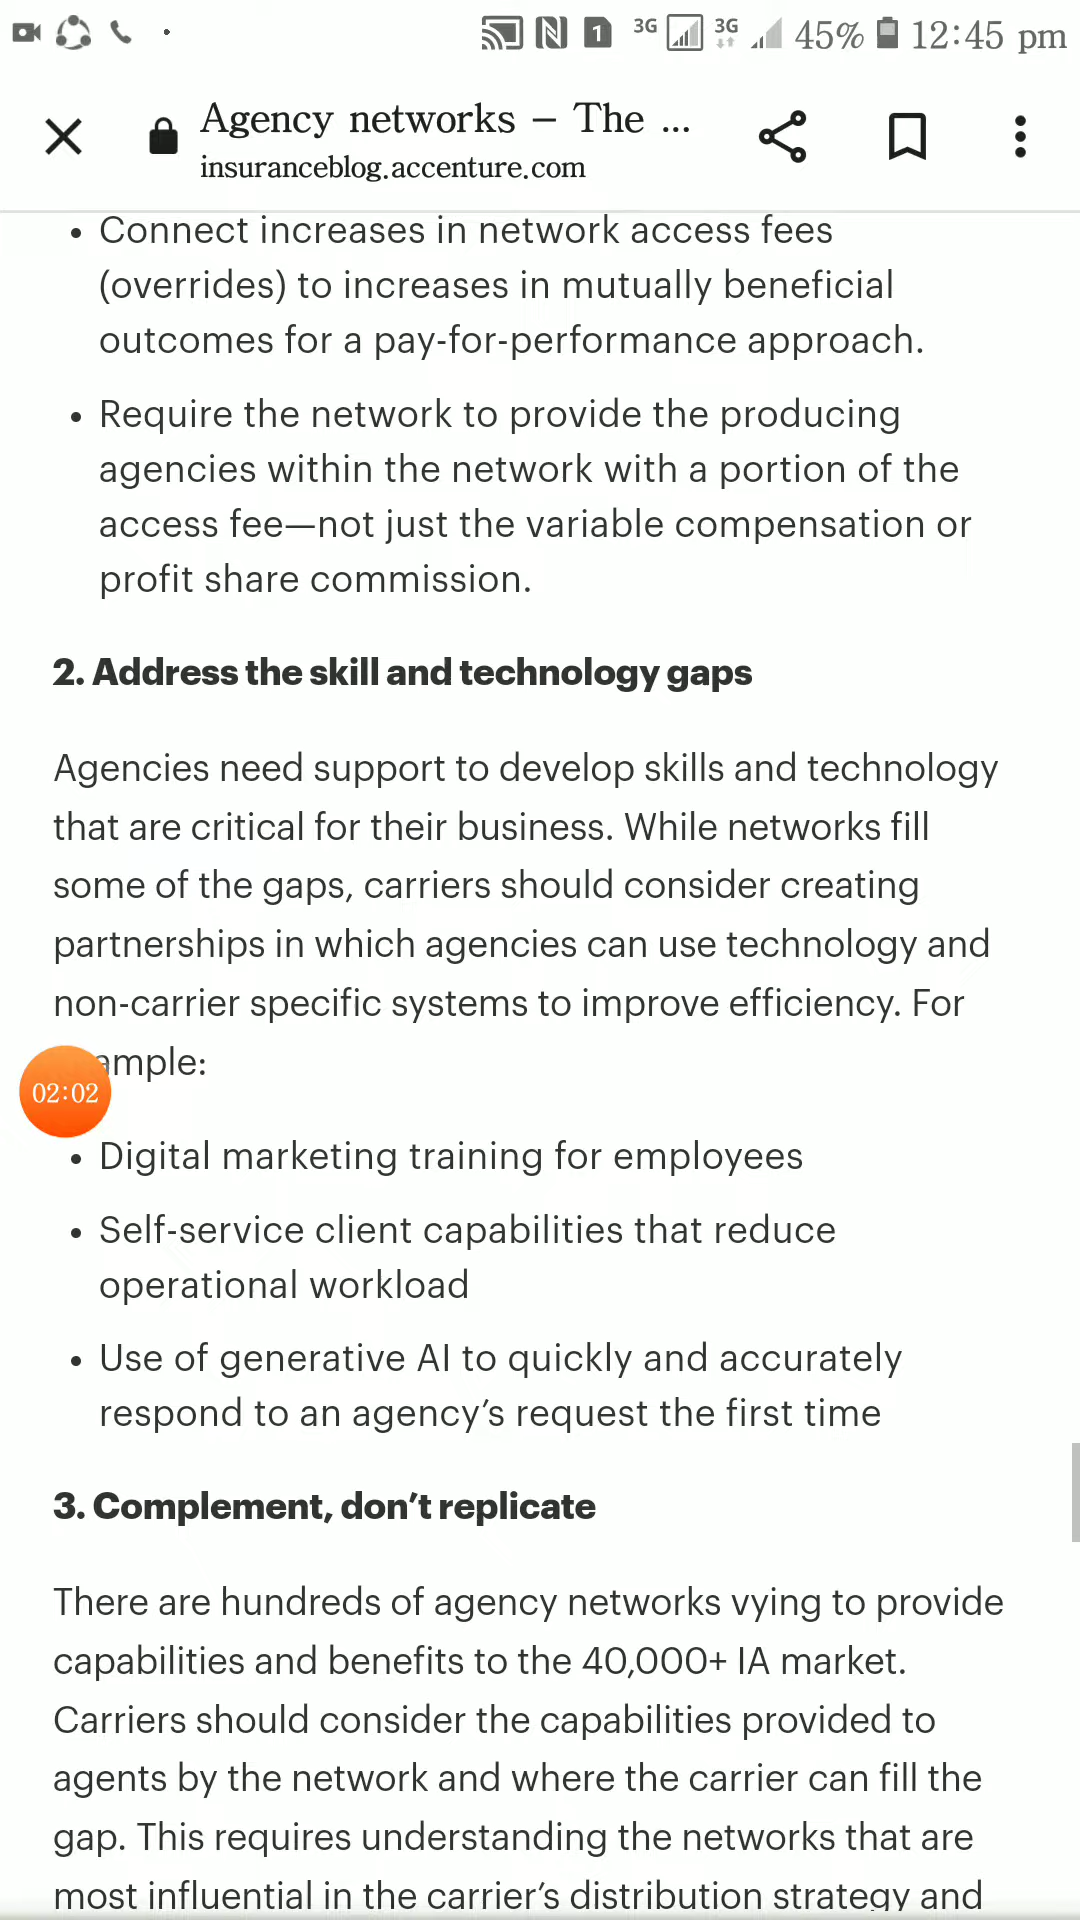 3G 3G 45% 12:45 pm
1
Agency networks – The ...
insuranceblog.accenture.com
• Connect increases in network access fees
(overrides) to increases in mutually beneficial
outcomes for a pay-for-performance approach.
• Require the network to provide the producing
agencies within the network with a portion of the
access fee—not just the variable compensation or
profit share commission.
2. Address the skill and technology gaps
Agencies need support to develop skills and technology
that are critical for their business. While networks fill
some of the gaps, carriers should consider creating
partnerships in which agencies can use technology and
non-carrier specific systems to improve efficiency. For
ample:
02:02
• Digital marketing training for employees
• Self-service client capabilities that reduce
operational workload
• Use of generative AI to quickly and accurately
respond to an agency’s request the first time
3. Complement, don’t replicate
There are hundreds of agency networks vying to provide
capabilities and benefits to the 40,000+ IA market.
Carriers should consider the capabilities provided to
agents by the network and where the carrier can fill the
gap. This requires understanding the networks that are
most influential in the carrier’s distribution strategy and